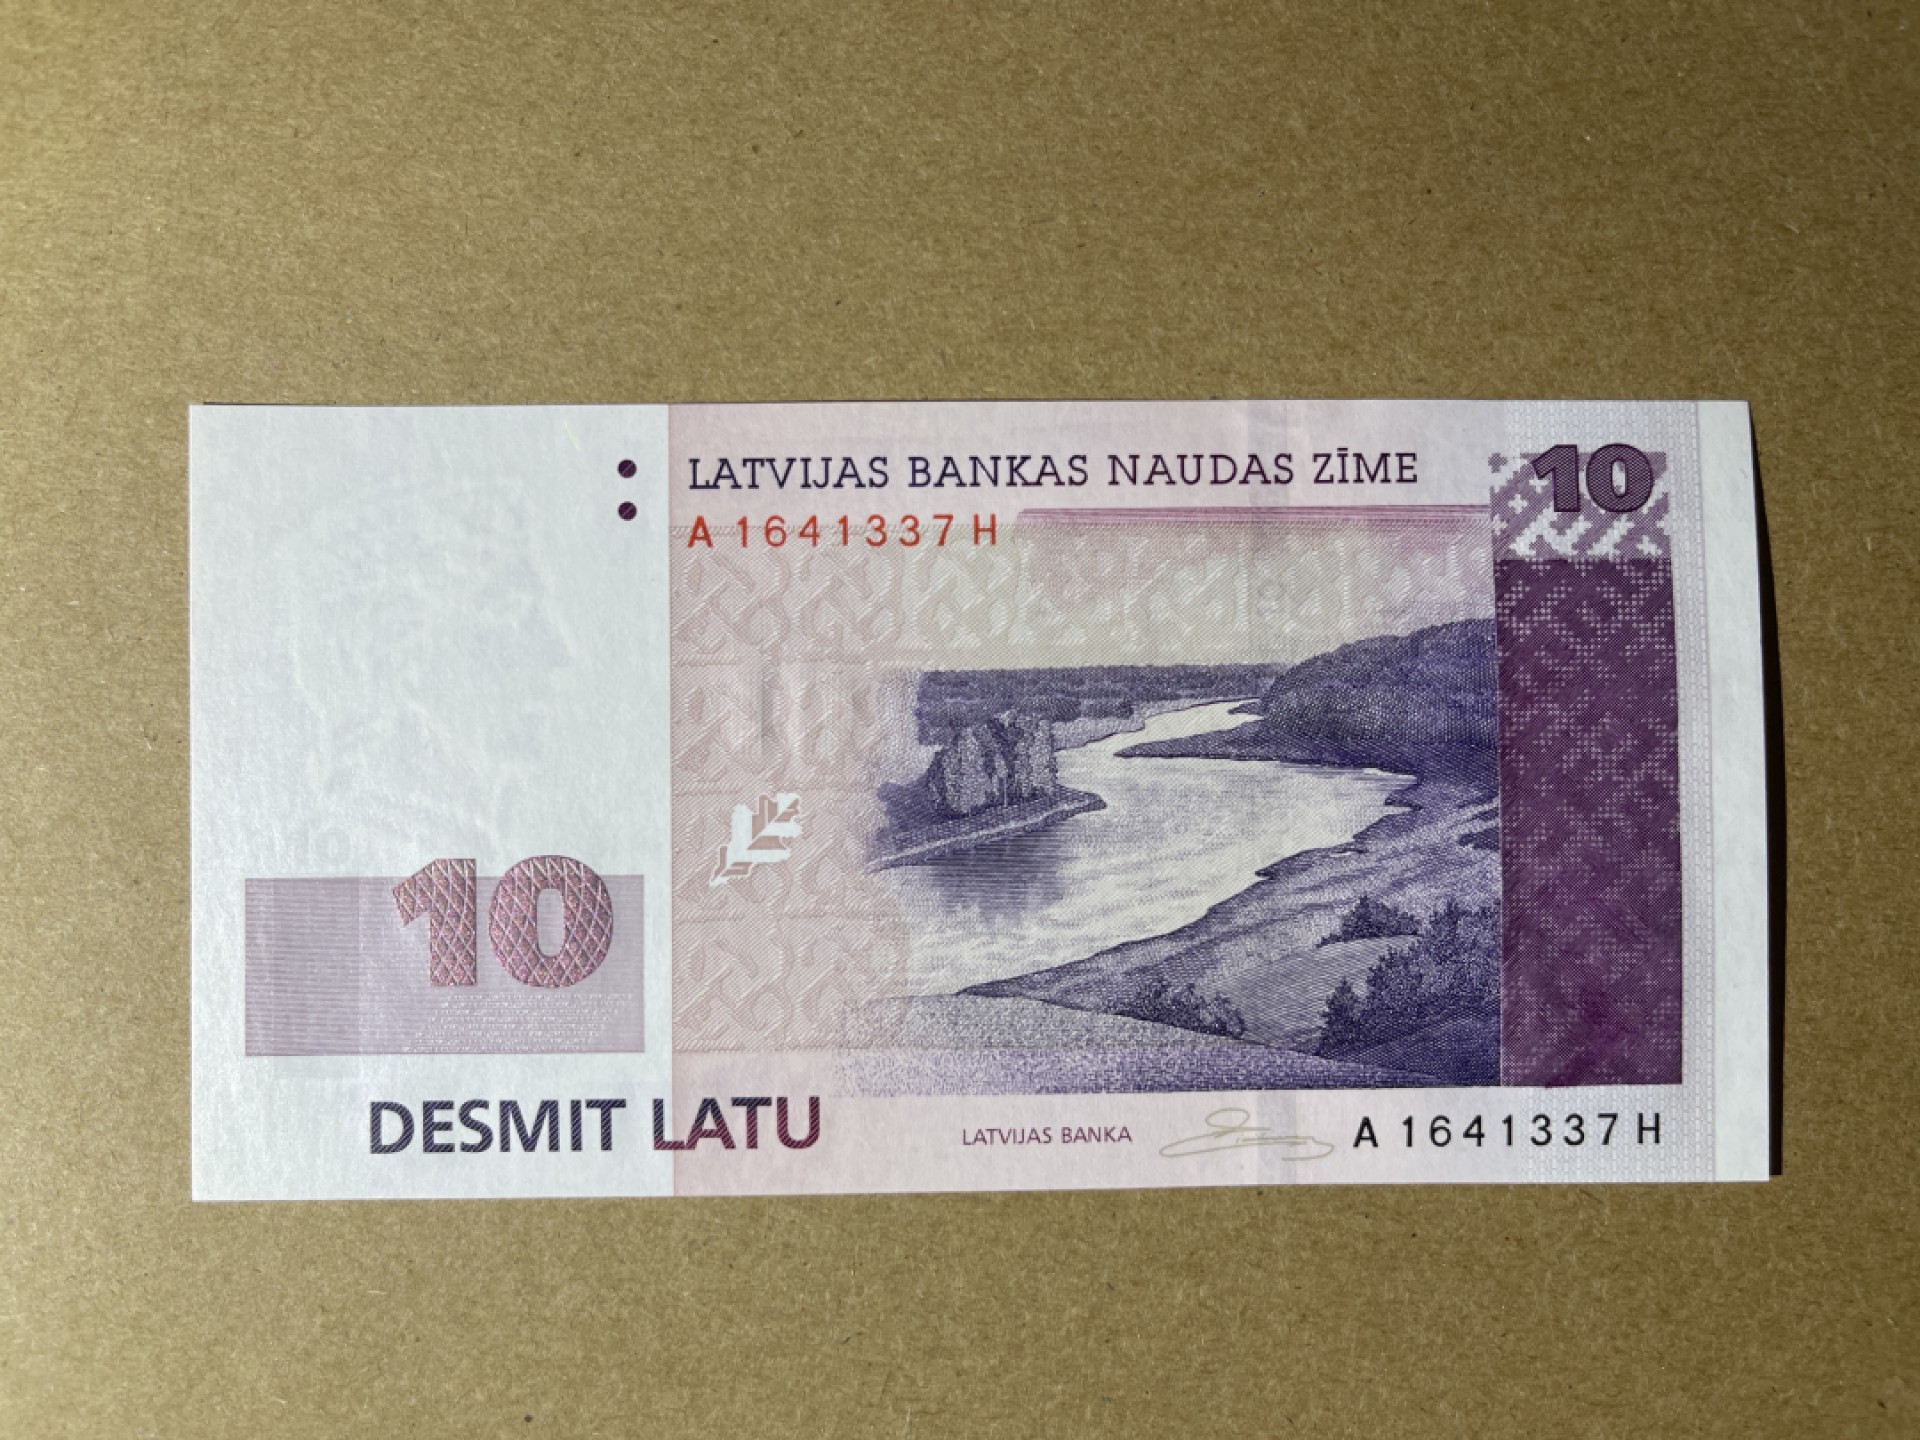 LATVIJAS BANKAS NAUDAS ZĪME
10
A 1641337 H
10
DESMIT LATU
LATVIJAS BANKA
A 1641337 H